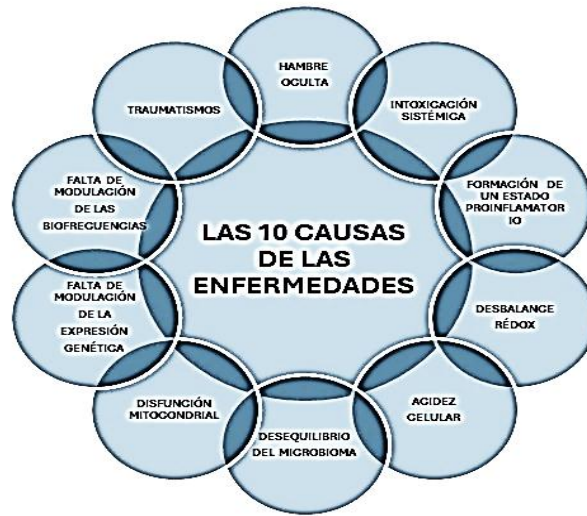 LAS 10 CAUSAS
DE LAS
ENFERMEDADES
HAMBRE
OCULTA
INTOXICACIÓN
SISTÉMICA
FORMACIÓN DE
UN ESTADO
PROINFLAMATOR
IO
DESBALANCE
RÉDOX
ACIDEZ
CELULAR
DESEQUILIBRIO
DEL MICROBIOMA
DISFUNCIÓN
MITOCONDRIAL
FALTA DE
MODULACIÓN
DE LA
EXPRESIÓN
GENÉTICA
FALTA DE
MODULACIÓN
DE LAS
BIOFRECUENCIAS
TRAUMATISMOS